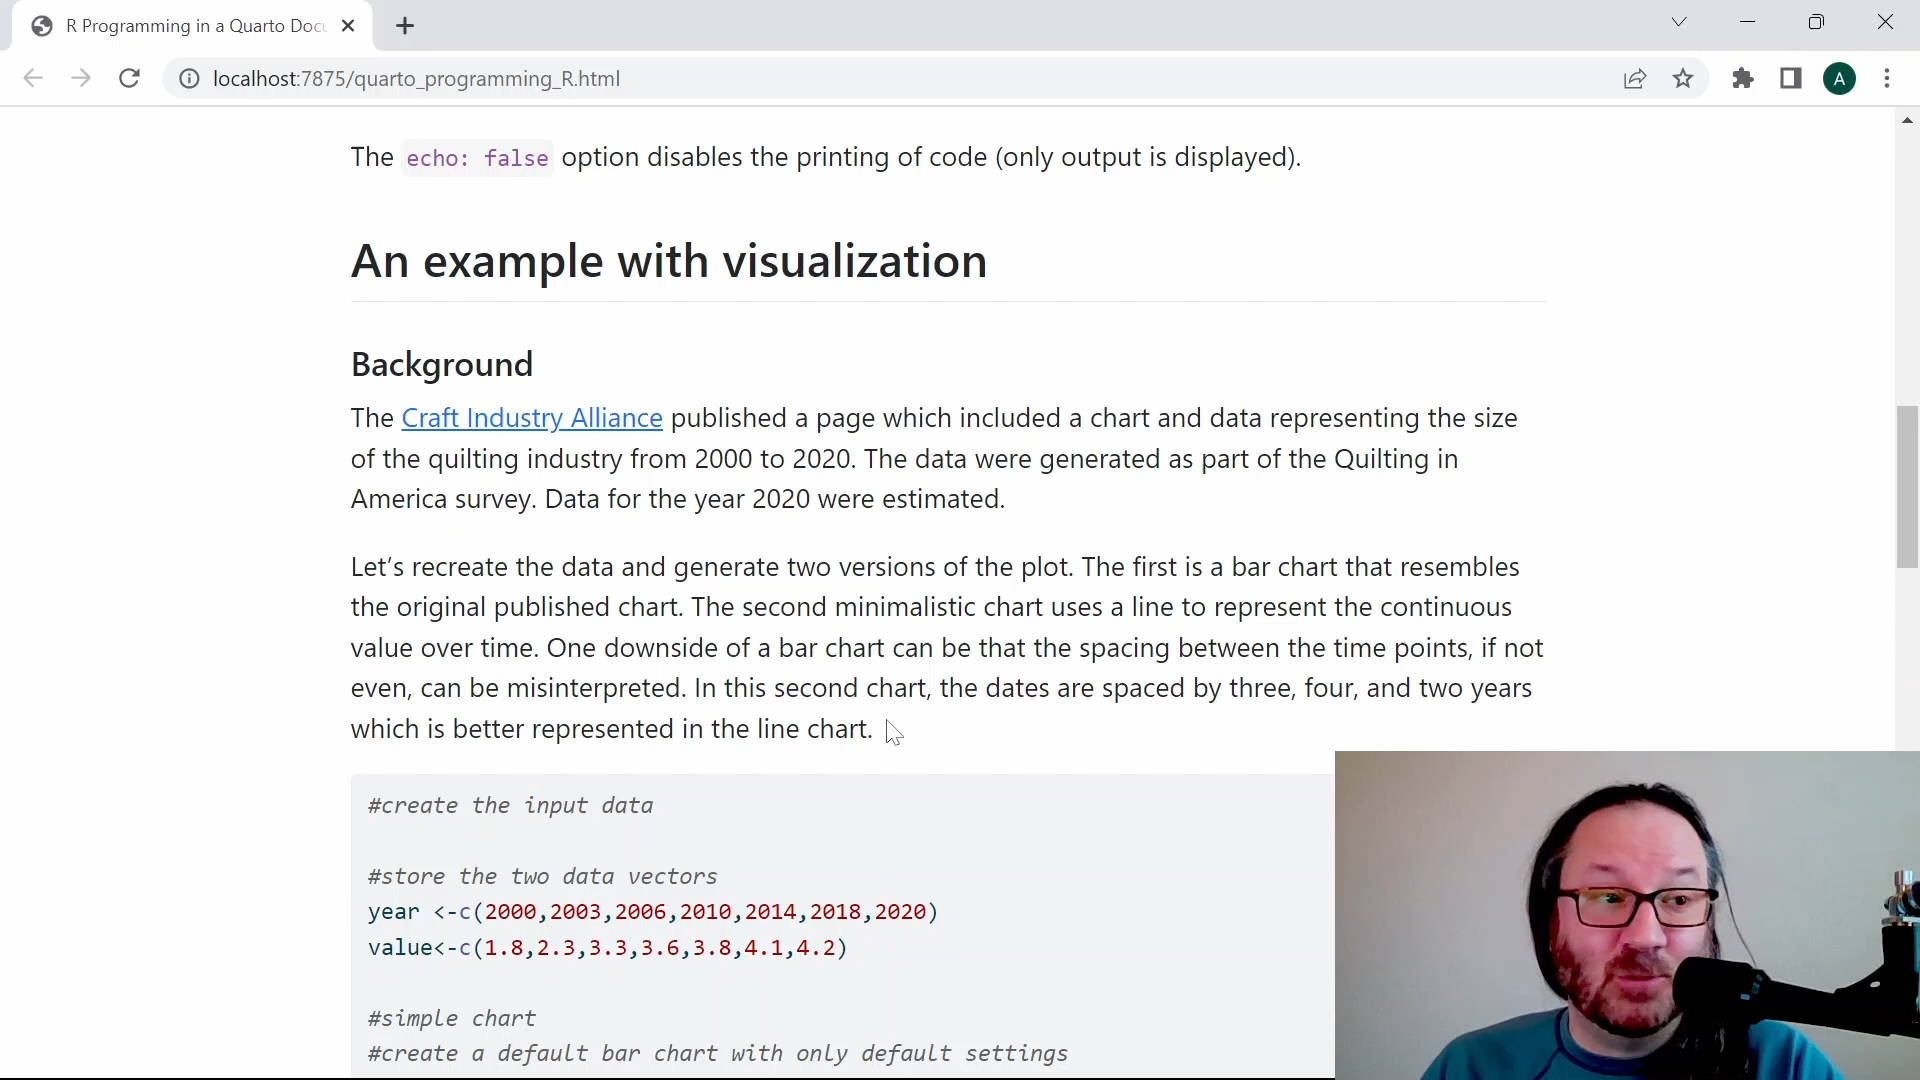 R Programming in a Quarto Docu
localhost:7875/quarto_programming_R.html
A
The echo: false option disables the printing of code (only output is displayed).
An example with visualization
Background
The Craft Industry Alliance published a page which included a chart and data representing the size
of the quilting industry from 2000 to 2020. The data were generated as part of the Quilting in
America survey. Data for the year 2020 were estimated.
Let’s recreate the data and generate two versions of the plot. The first is a bar chart that resembles
the original published chart. The second minimalistic chart uses a line to represent the continuous
value over time. One downside of a bar chart can be that the spacing between the time points, if not
even, can be misinterpreted. In this second chart, the dates are spaced by three, four, and two years
which is better represented in the line chart.
#create the input data
#store the two data vectors
year <-c(2000,2003,2006,2010,2014,2018,2020)
value<-c(1.8,2.3,3.3,3.6,3.8,4.1,4.2)
#simple chart
#create a default bar chart with only default settings